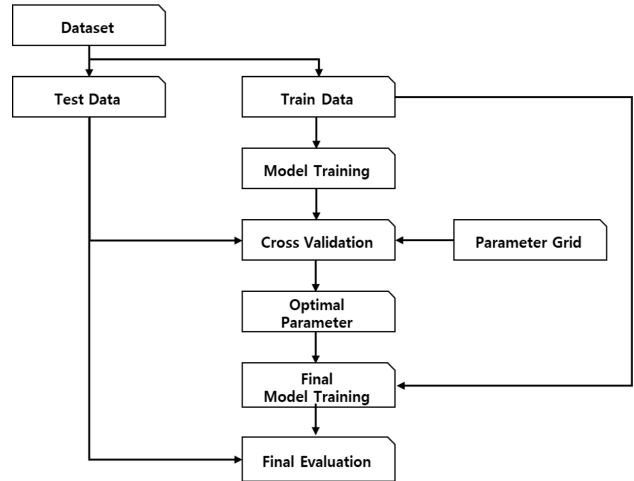 Dataset
Test Data
Train Data
Model Training
Cross Validation
Parameter Grid
Optimal
Parameter
Final
Model Training
Final Evaluation